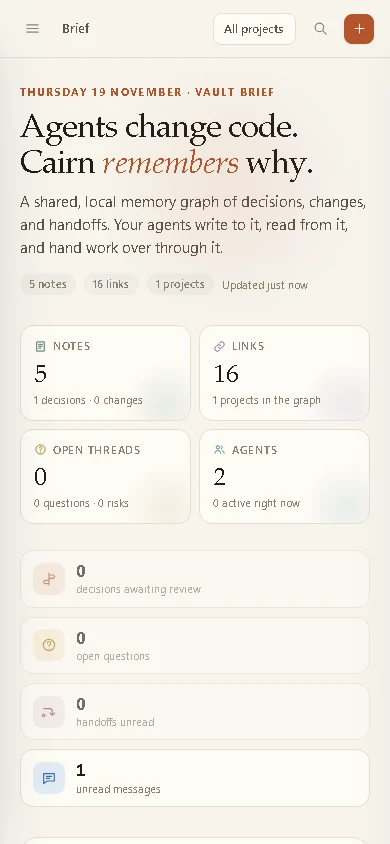 Brief
All projects
THURSDAY 19 NOVEMBER · VAULT BRIEF
Agents change code.
Cairn remembers why.
A shared, local memory graph of decisions, changes,
and handoffs. Your agents write to it, read from it,
and hand work over through it.
5 notes
16 links
1 projects
Updated just now
NOTES
5
1 decisions · 0 changes
LINKS
16
1 projects in the graph
OPEN THREADS
0
0 questions · 0 risks
AGENTS
2
0 active right now
0
decisions awaiting review
0
open questions
0
handoffs unread
1
unread messages